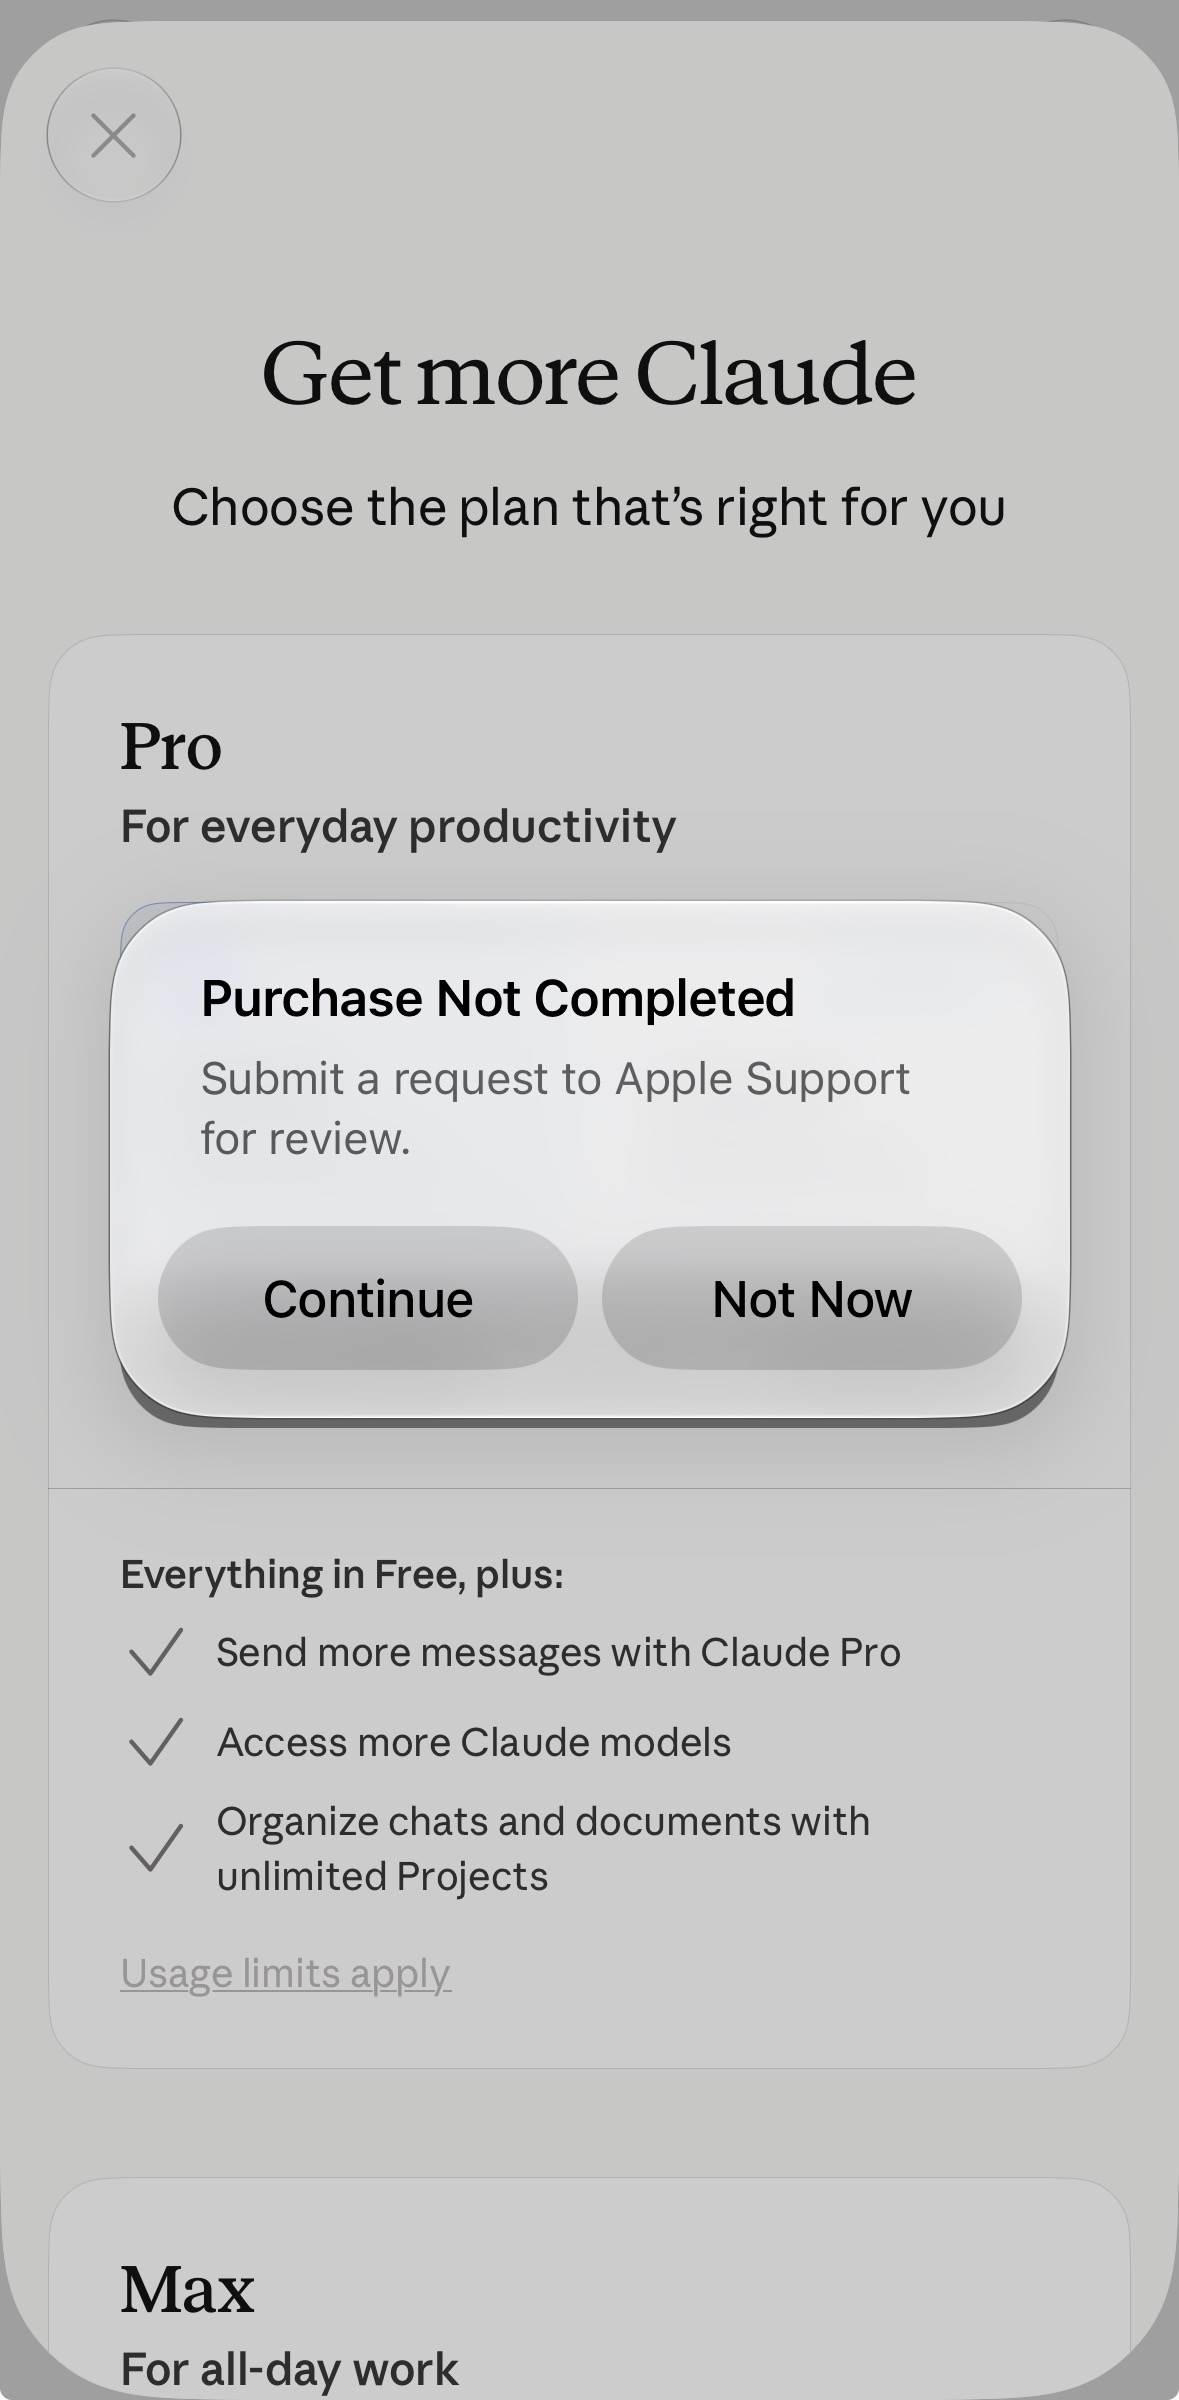 Get more Claude
Choose the plan that’s right for you
Pro
For everyday productivity
Purchase Not Completed
Submit a request to Apple Support
for review.
Continue
Not Now
Everything in Free, plus:
Send more messages with Claude Pro
Access more Claude models
Organize chats and documents with
unlimited Projects
Usage limits apply
Max
For all-day work